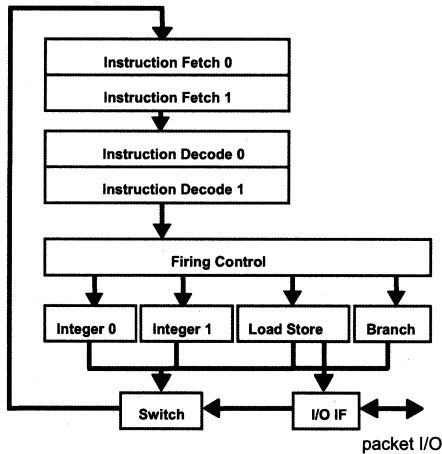 Instruction Fetch 0
Instruction Fetch 1
Instruction Decode 0
Instruction Decode 1
Firing Control
Integer 0
Integer 1
Load Store
Branch
Switch
I/O IF
packet I/O